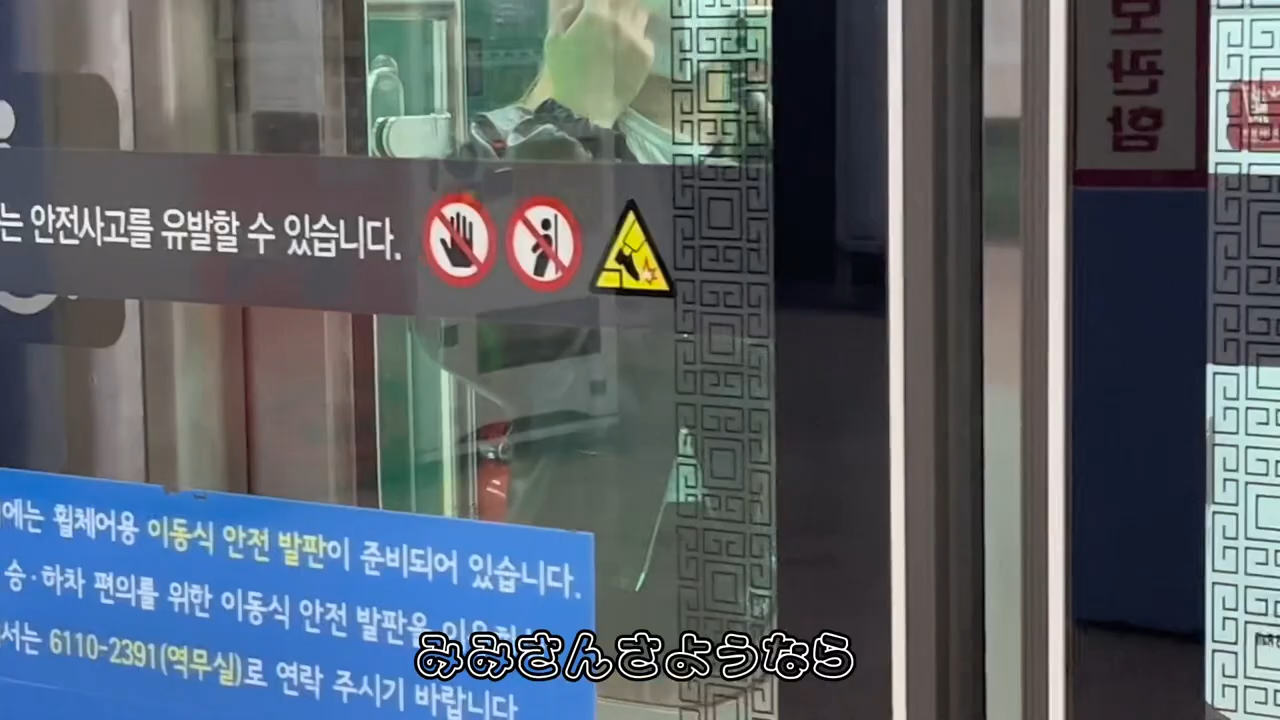 는 안전사고를 유발할 수 있습니다.
에는 휠체어용 이동식 안전 발판이 준비되어 있습니다.
승·하차 편의를 위한 이동식 안전 발판을
서는 6110-2391(역무실)로 연락 주시기 바랍니다
みみさんさようなら